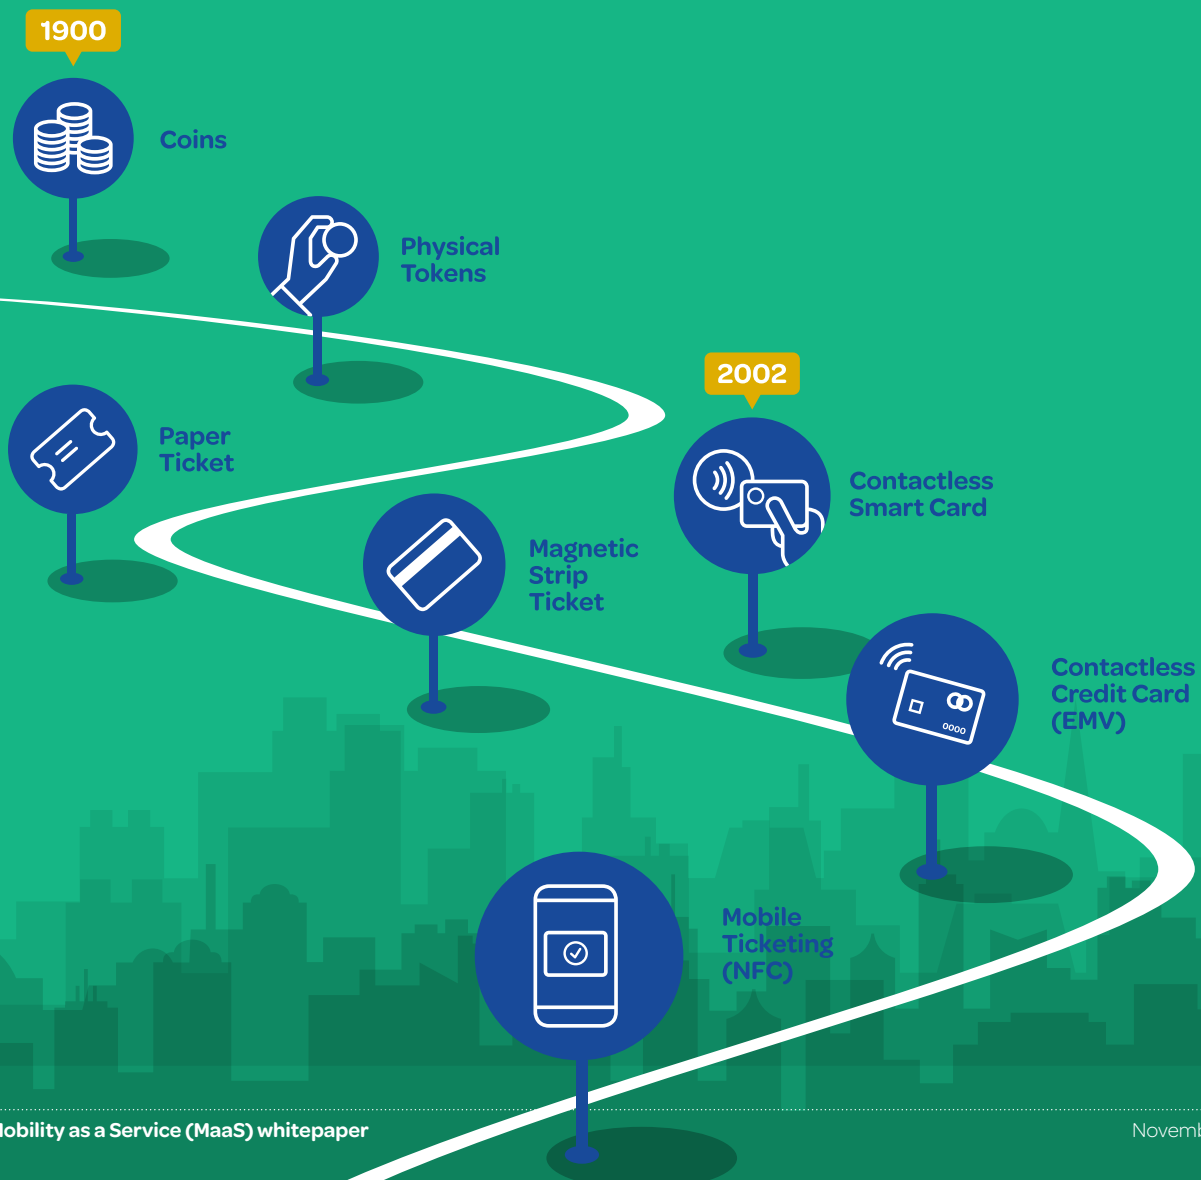 1900
Coins
Physical
Tokens
2002
Paper
Ticket
Contactless
Smart Card
Magnetic
Strip
Ticket
Contactless
Credit Card
(EMV)
0000
Mobile
Ticketing
(NFC)
Mobility as a Service (MaaS) whitepaper
Novemb